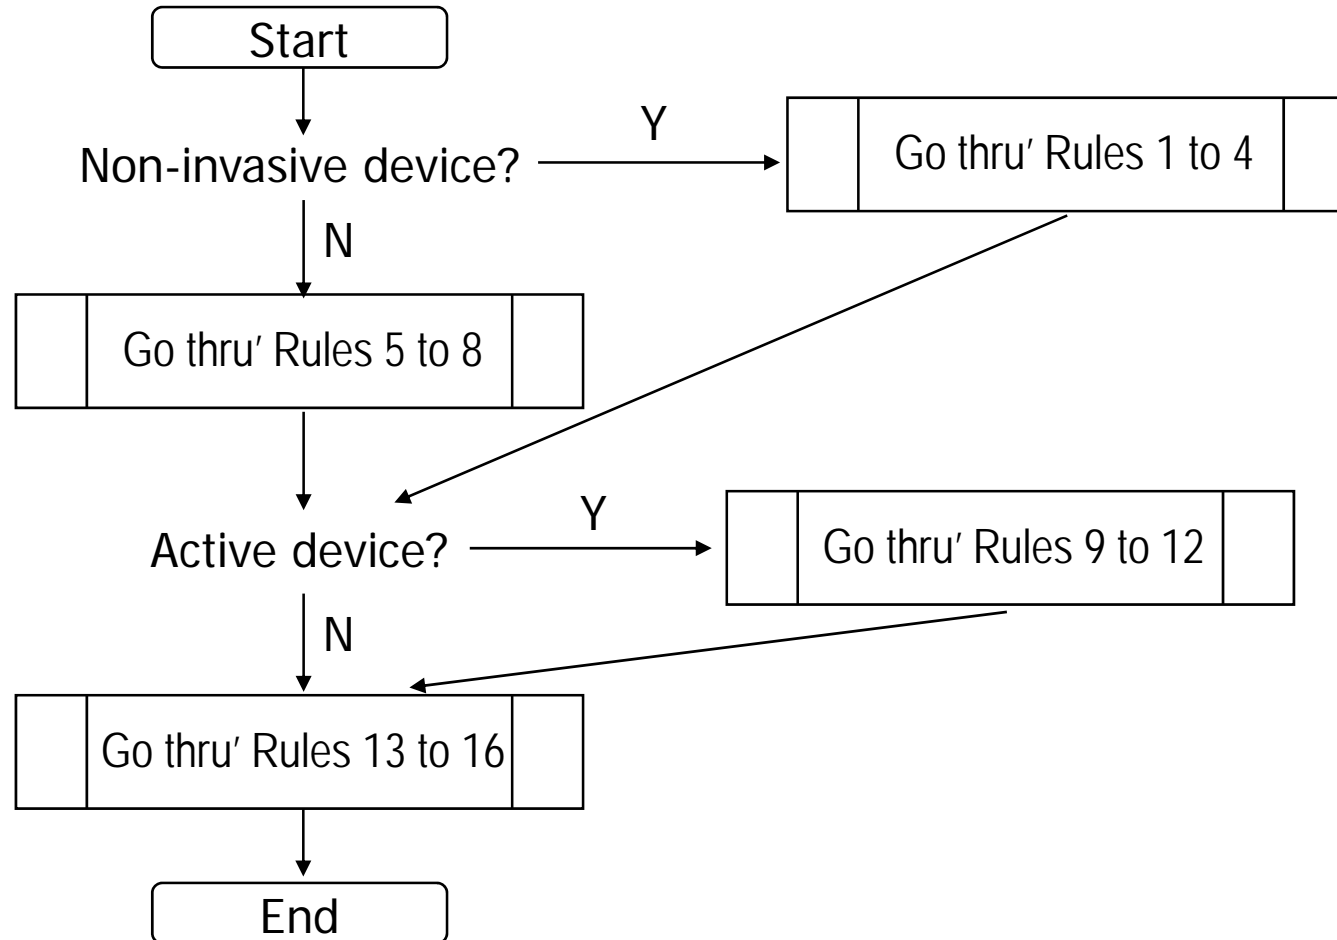 Start
Y
Go thru' Rules 1 to 4
Non-invasive device?
N
Go thru' Rules 5 to 8
Y
Go thru' Rules 9 to 12
Active device?
N
Go thru' Rules 13 to 16
End